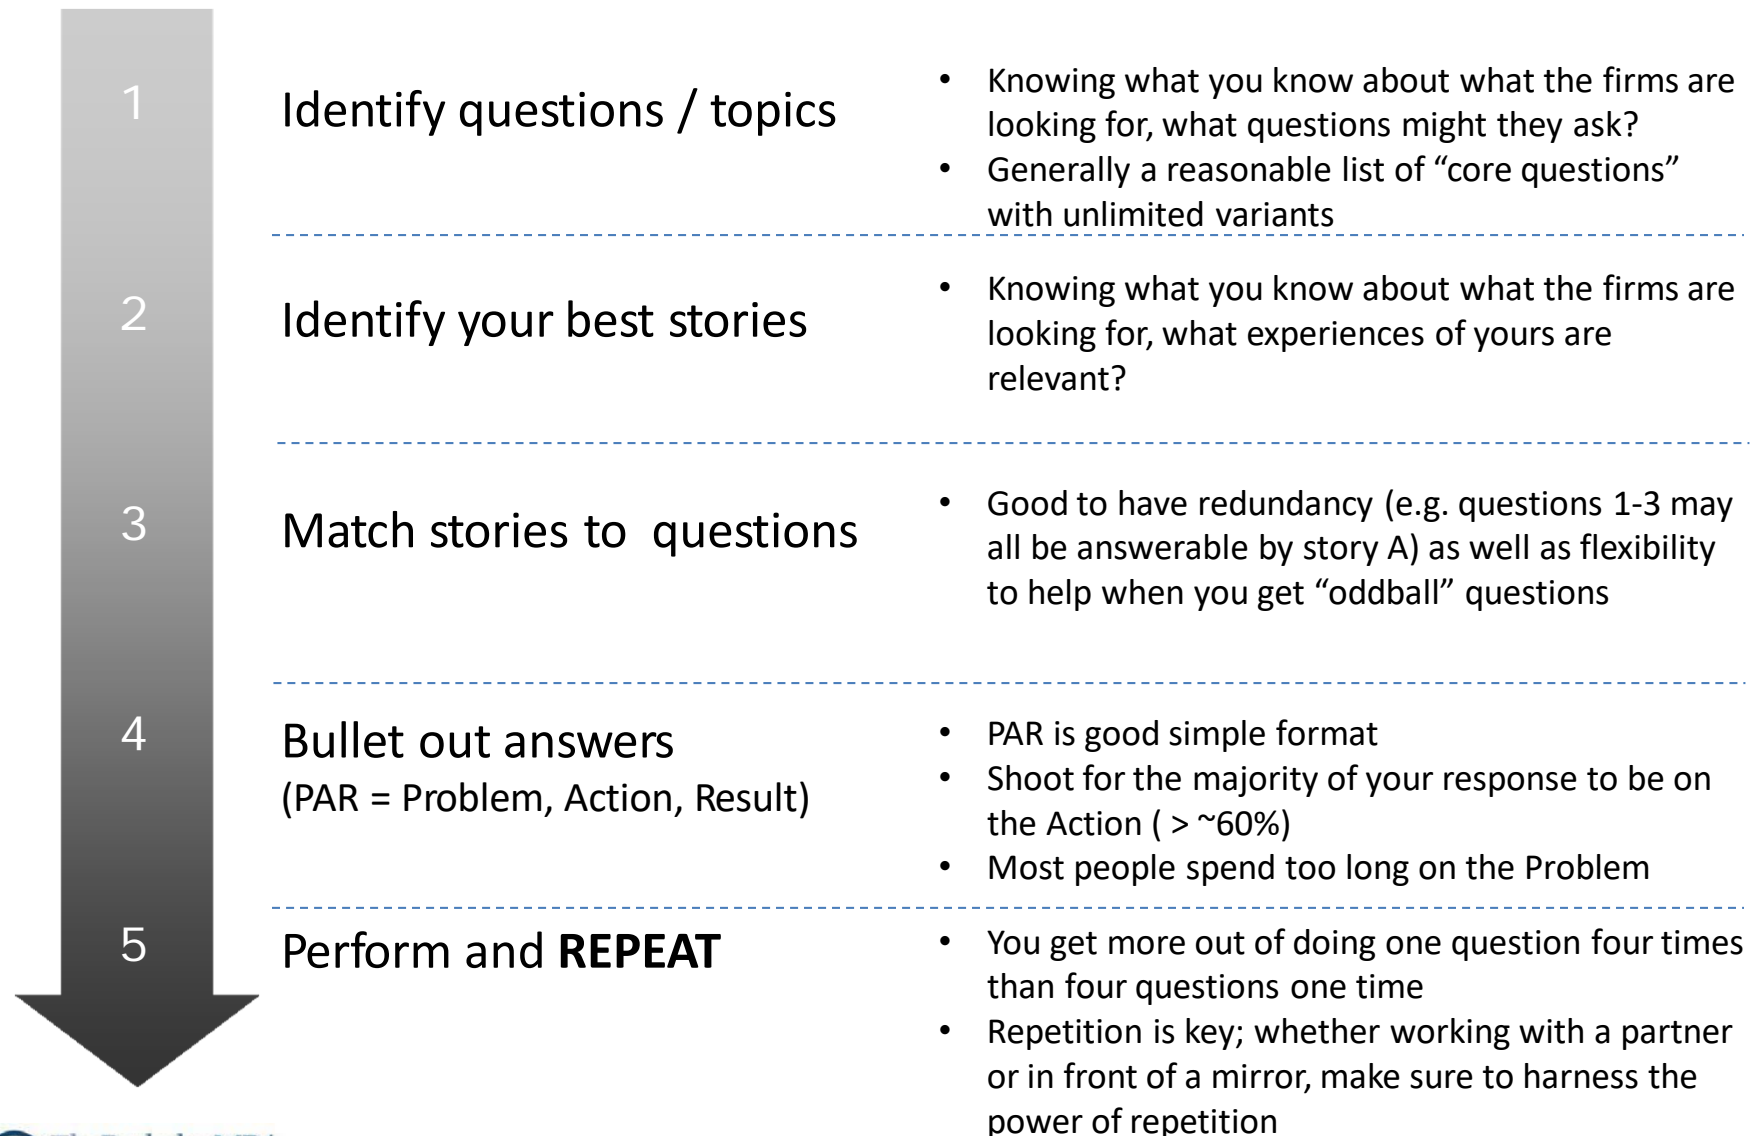 1
Identify questions / topics
• Knowing what you know about what the firms are
looking for, what questions might they ask?
• Generally a reasonable list of “core questions”
with unlimited variants
2
Identify your best stories
• Knowing what you know about what the firms are
looking for, what experiences of yours are
relevant?
3
Match stories to  questions
• Good to have redundancy (e.g. questions 1-3 may
all be answerable by story A) as well as flexibility
to help when you get “oddball” questions
4
Bullet out answers
(PAR = Problem, Action, Result)
• PAR is good simple format
• Shoot for the majority of your response to be on
the Action ( > ~60%)
• Most people spend too long on the Problem
5
Perform and REPEAT
• You get more out of doing one question four times
than four questions one time
• Repetition is key; whether working with a partner
or in front of a mirror, make sure to harness the
power of repetition